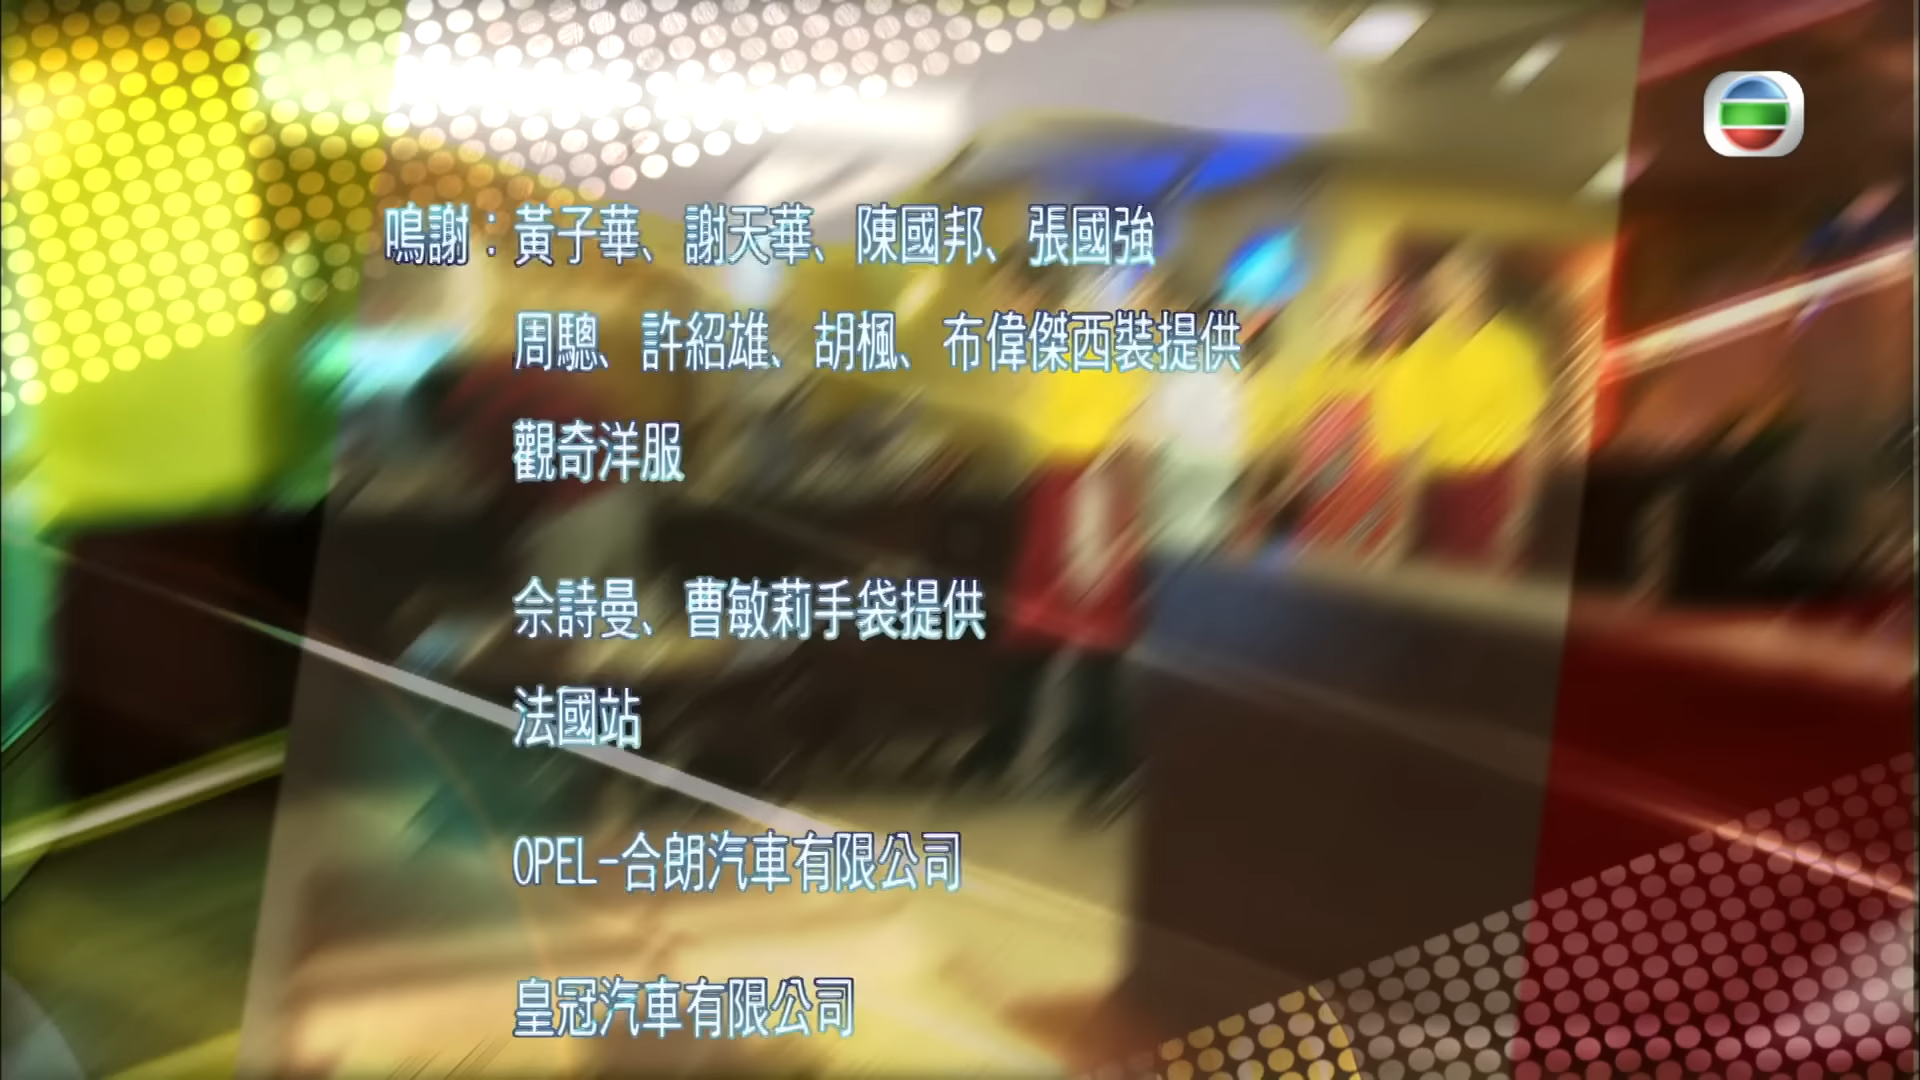 鳴謝：黃子華、謝天華、陳國邦、張國強
周驄、許紹雄、胡楓、布偉傑西裝提供
觀奇洋服
佘詩曼、曹敏莉手袋提供
法國站
OPEL-合朗汽車有限公司
皇冠汽車有限公司